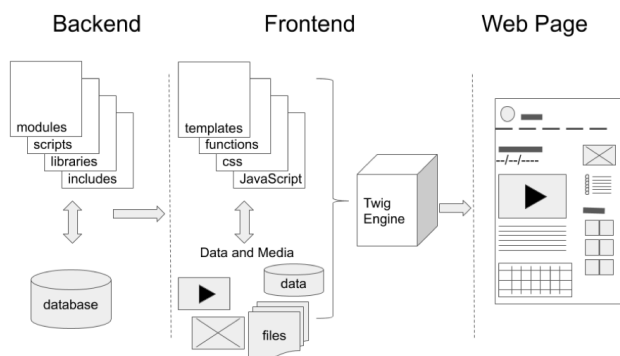 Backend
Frontend
Web Page
modules
scripts
libraries
includes
database
templates
functions
css
JavaScript
Data and Media
data
files
Twig
Engine
--/--/----